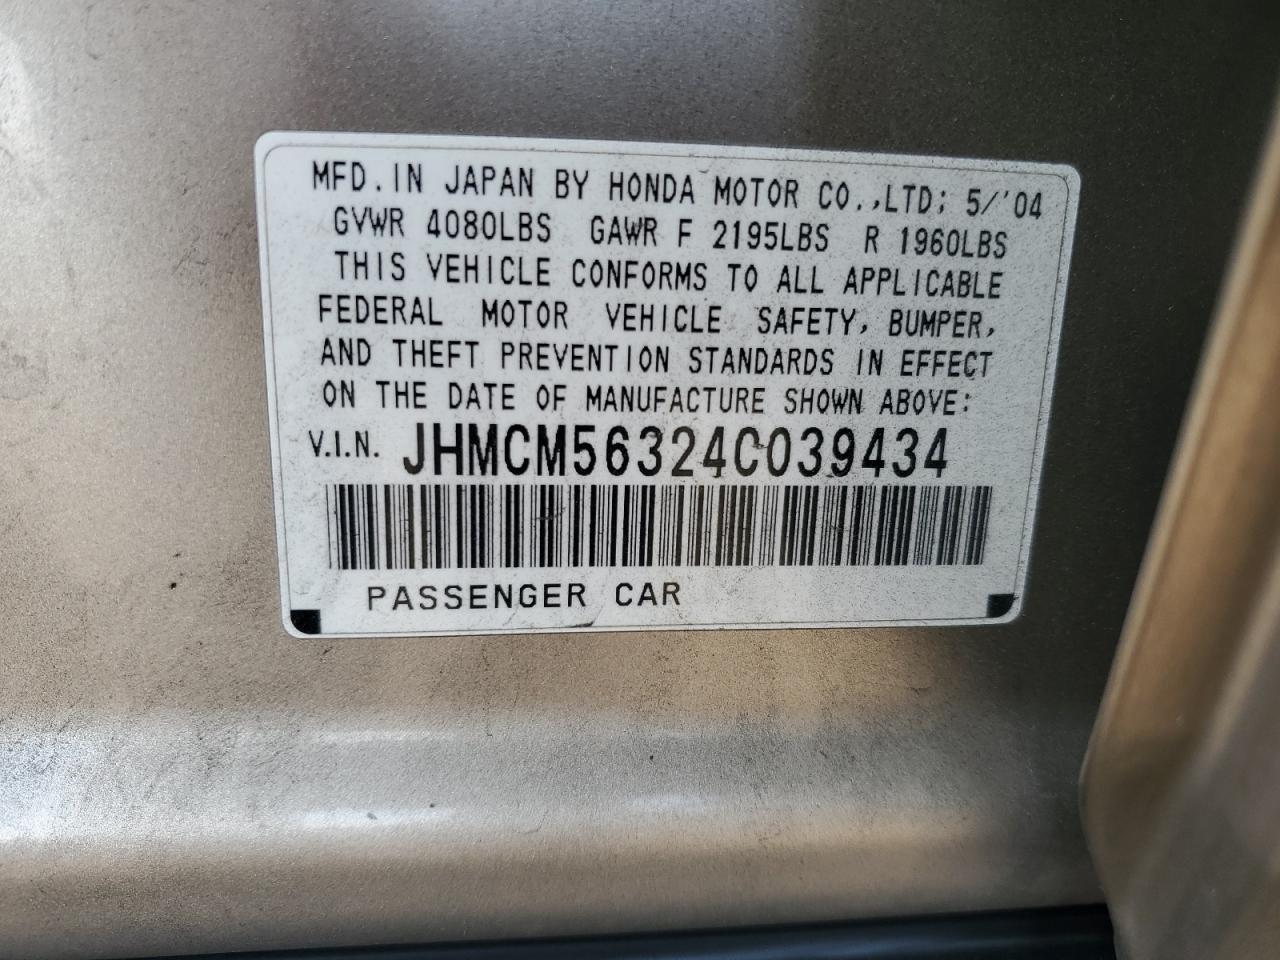 MFD. IN JAPAN BY HONDA MOTOR CO., LTD; 5/'04
GVWR 4080LBS GAWR F 2195LBS R 1960LBS
THIS VEHICLE CONFORMS TO ALL APPLICABLE
FEDERAL MOTOR VEHICLE SAFETY, BUMPER,
AND THEFT PREVENTION STANDARDS IN EFFECT
ON THE DATE OF MANUFACTURE SHOWN ABOVE:
V.I.N. JHMCM56324C039434
PASSENGER CAR